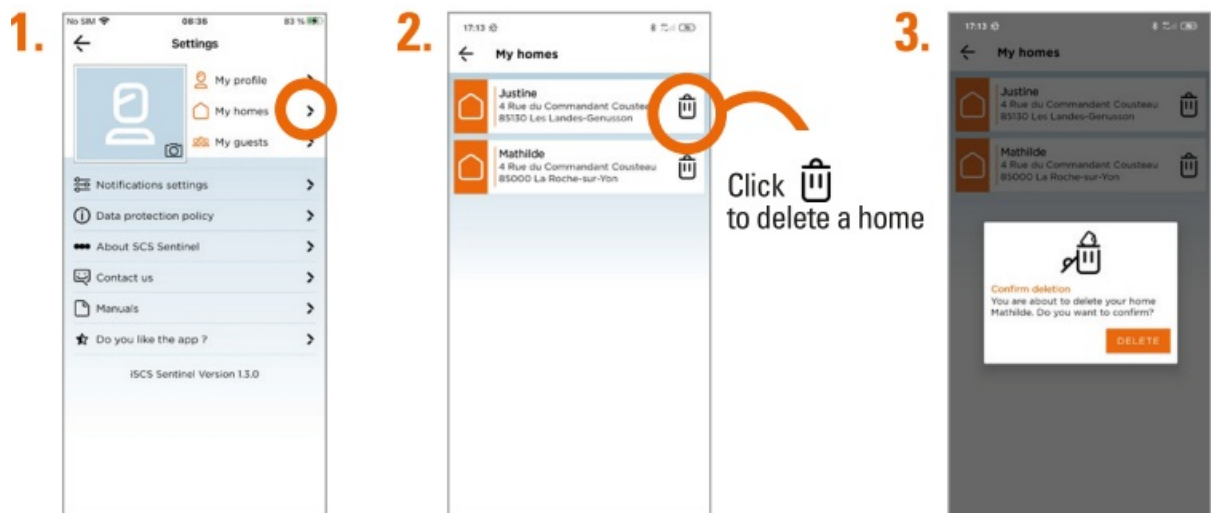 1.
No SIM 08:36 83 %
Settings
My profile
My homes
My guests
Notifications settings
Data protection policy
About SCS Sentinel
Contact us
Manuals
Do you like the app ?
iSCS Sentinel Version 1.3.0
2.
17:13
My homes
Justine
4 Rue du Commandant Cousteau
85130 Les Landes-Genusson
Mathilde
4 Rue du Commandant Cousteau
85000 La Roche-sur-Yon
Click
to delete a home
3.
17:13
My homes
Justine
4 Rue du Commandant Cousteau
85130 Les Landes-Genusson
Mathilde
4 Rue du Commandant Cousteau
85000 La Roche-sur-Yon
Confirm deletion
You are about to delete your home
Mathilde. Do you want to confirm?
DELETE